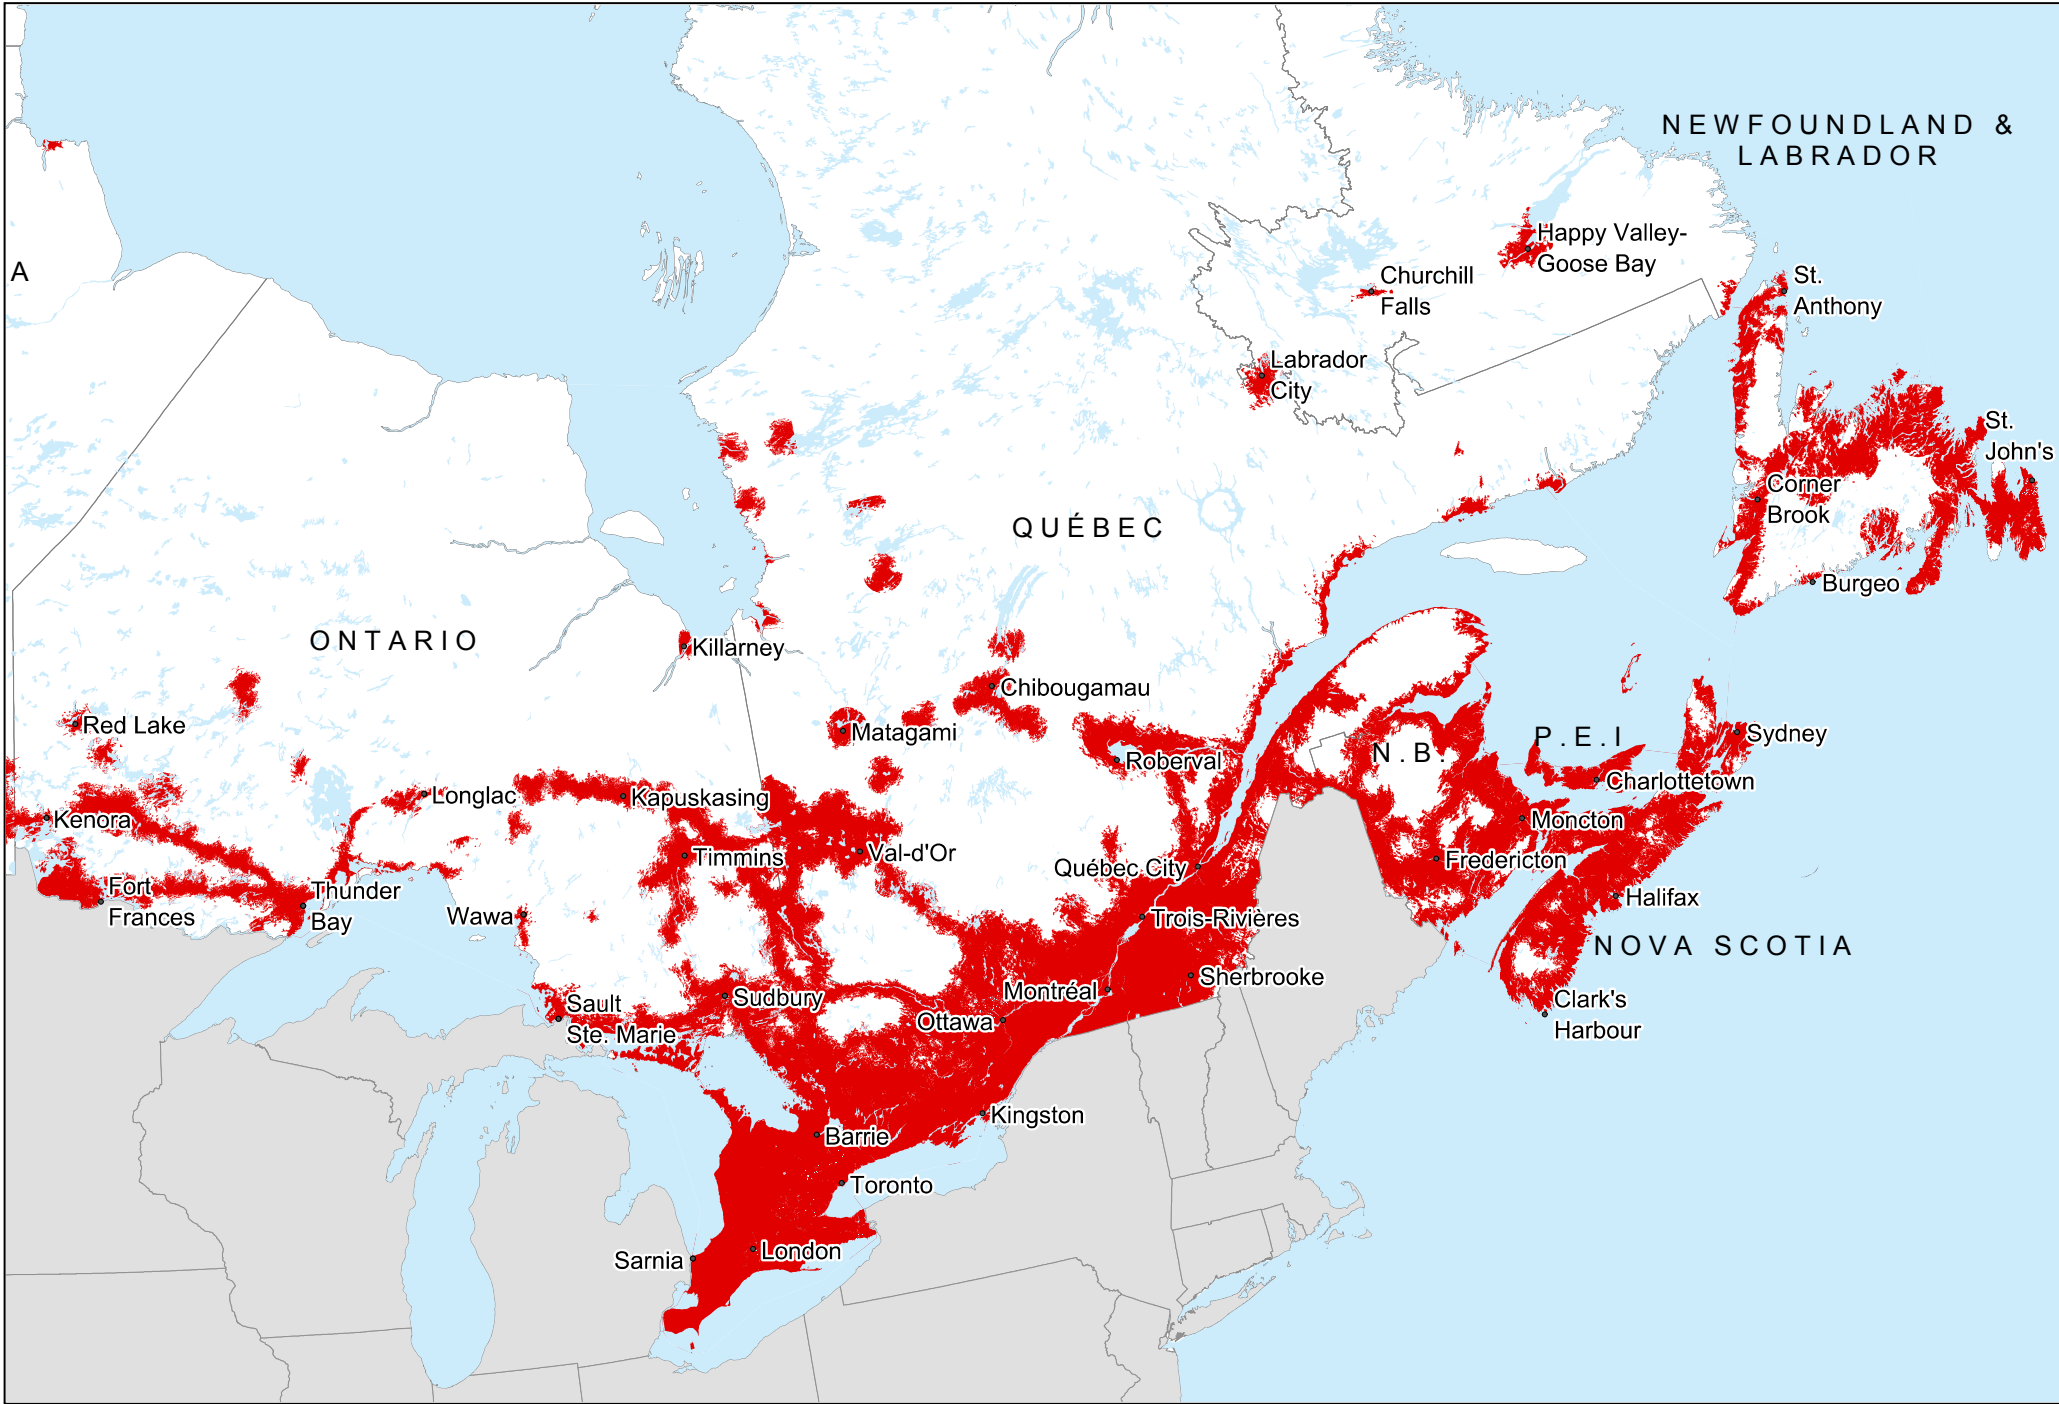 NEWFOUNDLAND &
LABRADOR
A
Happy Valley-
Goose Bay
Churchill
Falls
St.
Anthony
Labrador
City
St.
John's
Corner
Brook
QUÉBEC
Burgeo
ONTARIO
Killarney
Chibougamau
Red Lake
Matagami
N.B.
P.E.I
Sydney
Roberval
Charlottetown
Longlac
Kapuskasing
Kenora
Moncton
Timmins
Val-d'Or
Québec City
Fredericton
Fort
Frances
Thunder
Bay
Wawa
Trois-Rivières
Halifax
NOVA SCOTIA
Sherbrooke
Montréal
Sudbury
Sault
Ste. Marie
Ottawa
Clark's
Harbour
Kingston
Barrie
Toronto
London
Sarnia